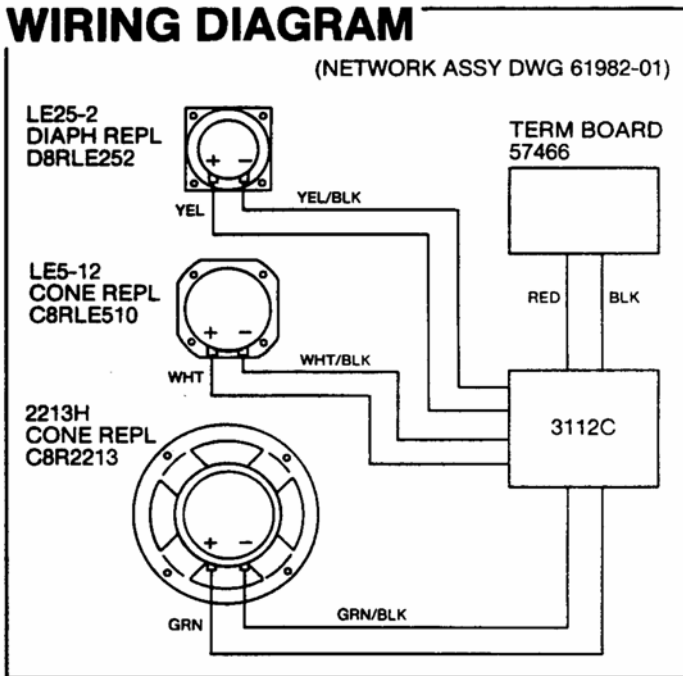 WIRING DIAGRAM
(NETWORK ASSY DWG 61982-01)
LE25-2
DIAPH REPL
D8RLE252
+ −
YEL
YEL/BLK
TERM BOARD
57466
RED
BLK
LE5-12
CONE REPL
C8RLE510
+ −
WHT
WHT/BLK
3112C
2213H
CONE REPL
C8R2213
+ −
GRN
GRN/BLK